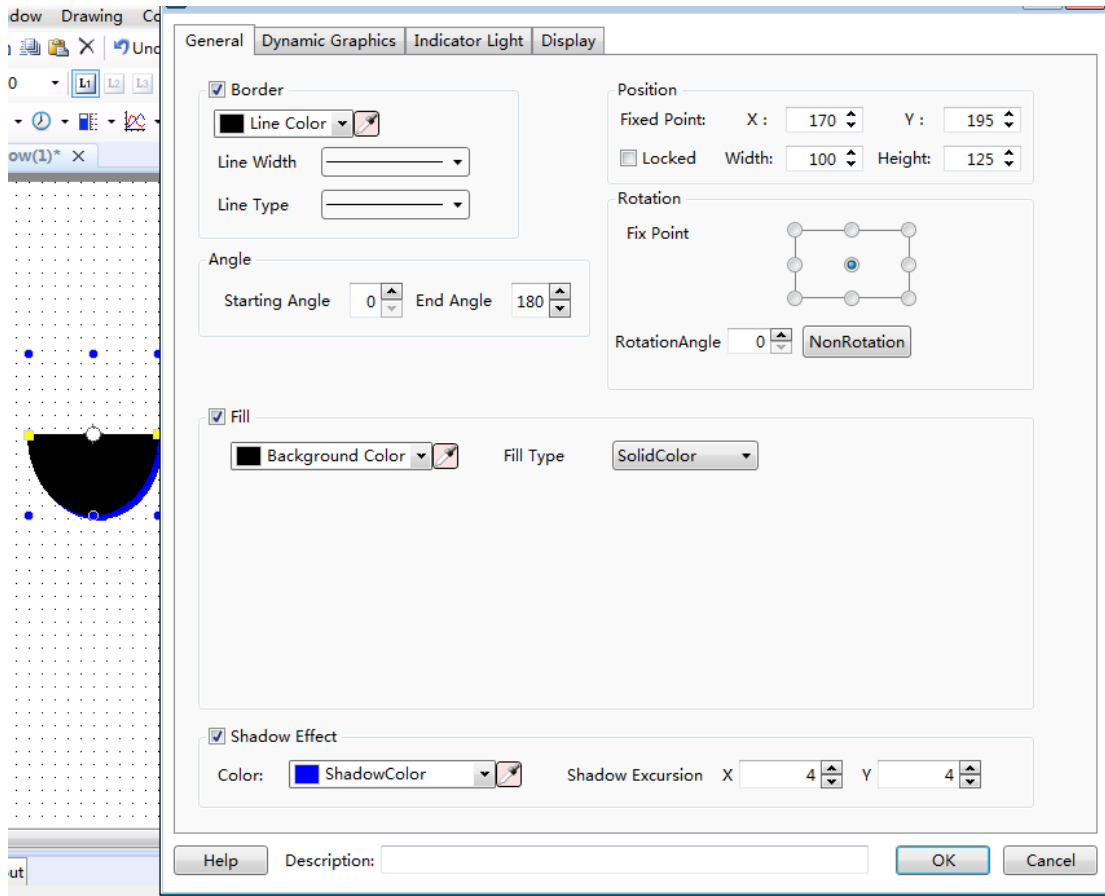 dow Drawing Co
Unc
0 L1 L2 L3
ow(1)* X
General Dynamic Graphics Indicator Light Display
Border
Line Color
Line Width
Line Type
Position
Fixed Point: X : 170 Y : 195
Locked Width: 100 Height: 125
Rotation
Fix Point
Angle
Starting Angle 0 End Angle 180
RotationAngle 0 NonRotation
Fill
Background Color Fill Type SolidColor
Shadow Effect
Color: ShadowColor Shadow Excursion X 4 Y 4
Help Description: OK Cancel
ut